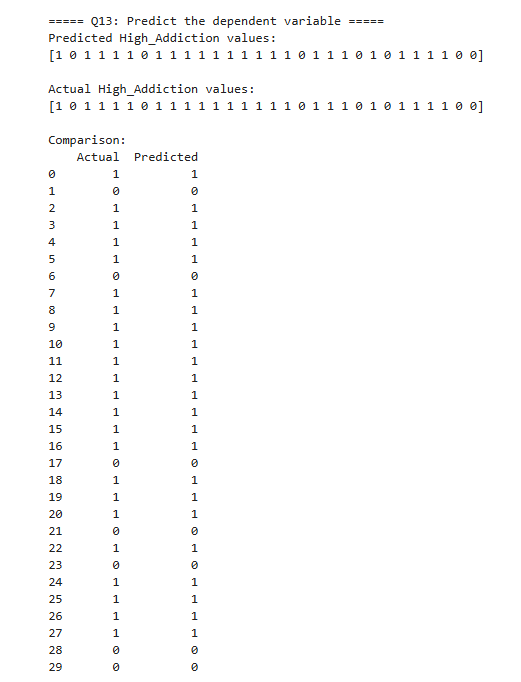 ===== Q13: Predict the dependent variable =====
Predicted High_Addiction values:
[1 0 1 1 1 1 0 1 1 1 1 1 1 1 1 1 1 0 1 1 1 0 1 0 1 1 1 1 0 0]
Actual High_Addiction values:
[1 0 1 1 1 1 0 1 1 1 1 1 1 1 1 1 1 0 1 1 1 0 1 0 1 1 1 1 0 0]
Comparison:
Actual Predicted
0 1 1
1 0 0
2 1 1
3 1 1
4 1 1
5 1 1
6 0 0
7 1 1
8 1 1
9 1 1
10 1 1
11 1 1
12 1 1
13 1 1
14 1 1
15 1 1
16 1 1
17 0 0
18 1 1
19 1 1
20 1 1
21 0 0
22 1 1
23 0 0
24 1 1
25 1 1
26 1 1
27 1 1
28 0 0
29 0 0